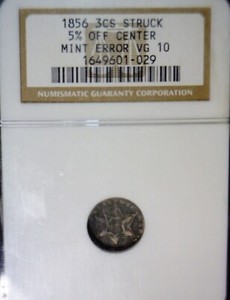 1856 3CS STRUCK
5% OFF CENTER
MINT ERROR VG 10
1649601-029
NUMISMATIC GUARANTY CORPORATION